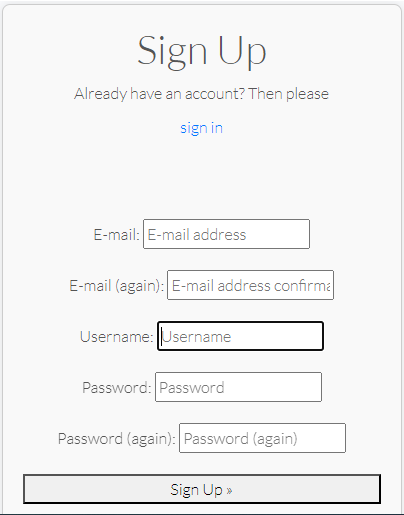 Sign Up
Already have an account? Then please
sign in
E-mail: E-mail address
E-mail (again): E-mail address confirma
Username: Username
Password: Password
Password (again): Password (again)
Sign Up »